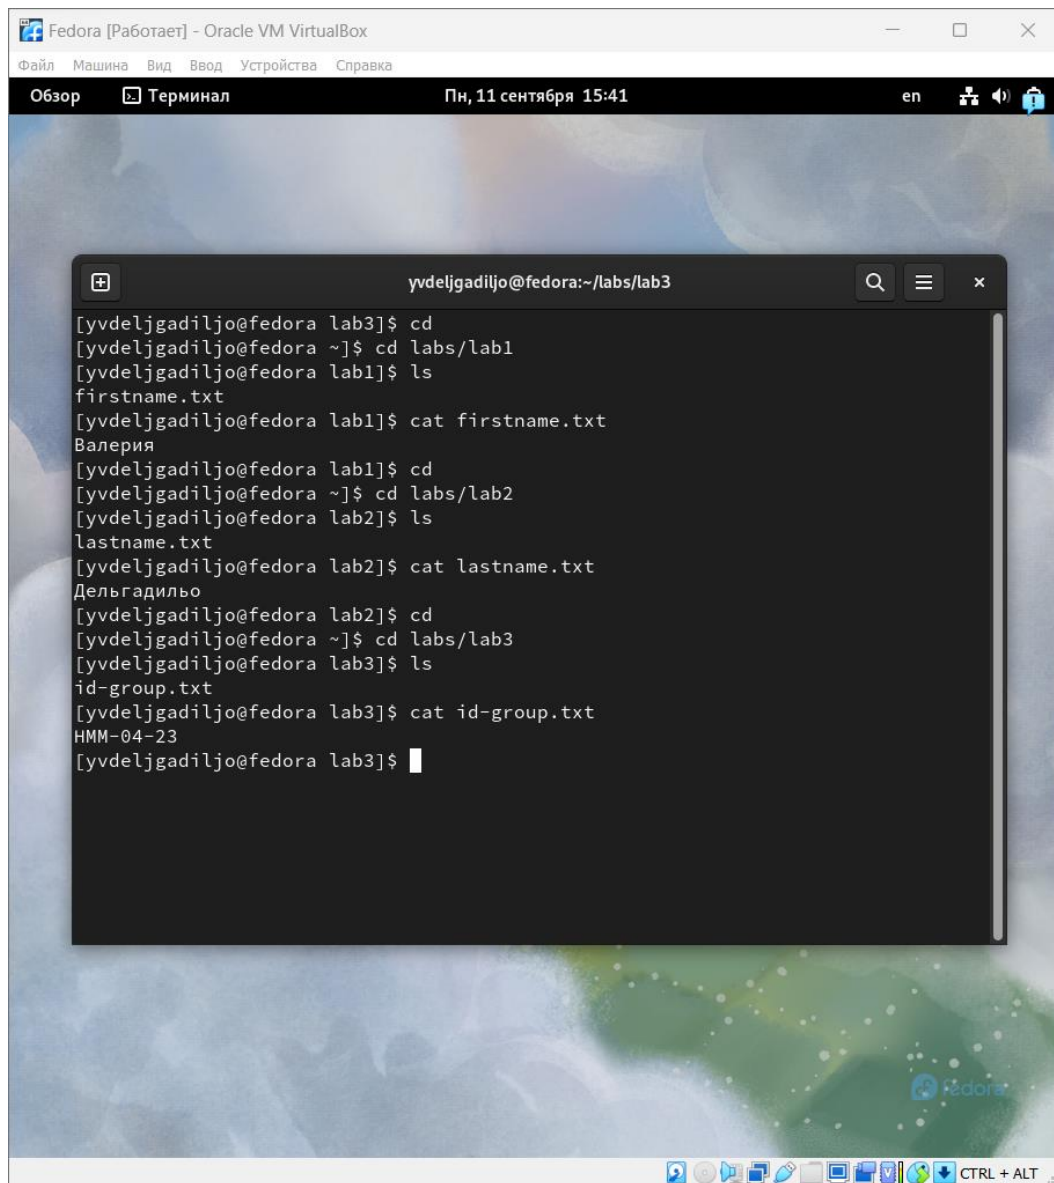 Fedora [Работает] - Oracle VM VirtualBox
Файл Машина Вид Ввод Устройства Справка
Обзор Терминал Пн, 11 сентября 15:41 en
yvdeljgadiljo@fedora:~/labs/lab3
[yvdeljgadiljo@fedora lab3]$ cd
[yvdeljgadiljo@fedora ~]$ cd labs/lab1
[yvdeljgadiljo@fedora lab1]$ ls
firstname.txt
[yvdeljgadiljo@fedora lab1]$ cat firstname.txt
Валерия
[yvdeljgadiljo@fedora lab1]$ cd
[yvdeljgadiljo@fedora ~]$ cd labs/lab2
[yvdeljgadiljo@fedora lab2]$ ls
lastname.txt
[yvdeljgadiljo@fedora lab2]$ cat lastname.txt
Дельгадильо
[yvdeljgadiljo@fedora lab2]$ cd
[yvdeljgadiljo@fedora ~]$ cd labs/lab3
[yvdeljgadiljo@fedora lab3]$ ls
id-group.txt
[yvdeljgadiljo@fedora lab3]$ cat id-group.txt
НММ-04-23
[yvdeljgadiljo@fedora lab3]$
fedora
CTRL + ALT